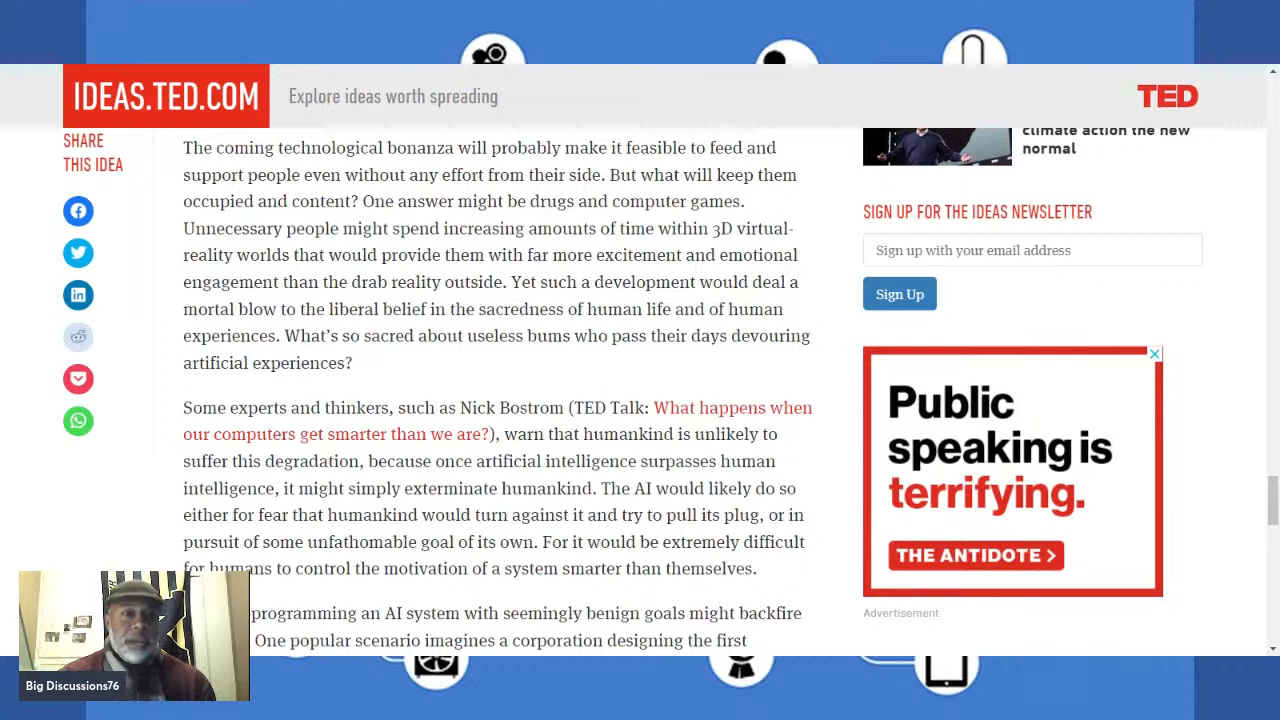 IDEAS.TED.COM
Explore ideas worth spreading
TED
SHARE
THIS IDEA
The coming technological bonanza will probably make it feasible to feed and
support people even without any effort from their side. But what will keep them
occupied and content? One answer might be drugs and computer games.
Unnecessary people might spend increasing amounts of time within 3D virtual-
reality worlds that would provide them with far more excitement and emotional
engagement than the drab reality outside. Yet such a development would deal a
mortal blow to the liberal belief in the sacredness of human life and of human
experiences. What's so sacred about useless bums who pass their days devouring
artificial experiences?
Some experts and thinkers, such as Nick Bostrom (TED Talk: What happens when
our computers get smarter than we are?), warn that humankind is unlikely to
suffer this degradation, because once artificial intelligence surpasses human
intelligence, it might simply exterminate humankind. The AI would likely do so
either for fear that humankind would turn against it and try to pull its plug, or in
pursuit of some unfathomable goal of its own. For it would be extremely difficult
for humans to control the motivation of a system smarter than themselves.
programming an AI system with seemingly benign goals might backfire
One popular scenario imagines a corporation designing the first
climate action the new
normal
SIGN UP FOR THE IDEAS NEWSLETTER
Sign up with your email address
Sign Up
Public
speaking is
terrifying.
THE ANTIDOTE >
Advertisement
Big Discussions76